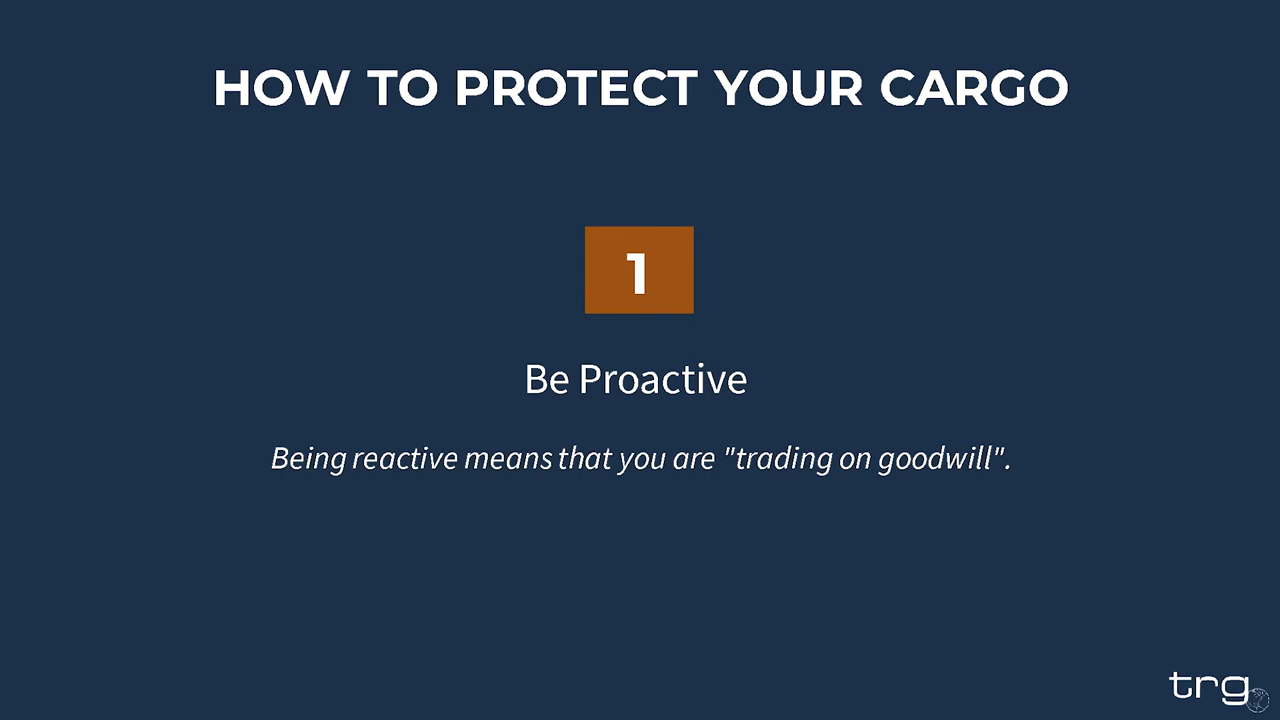 HOW TO PROTECT YOUR CARGO
1
Be Proactive
Being reactive means that you are "trading on goodwill".
trg